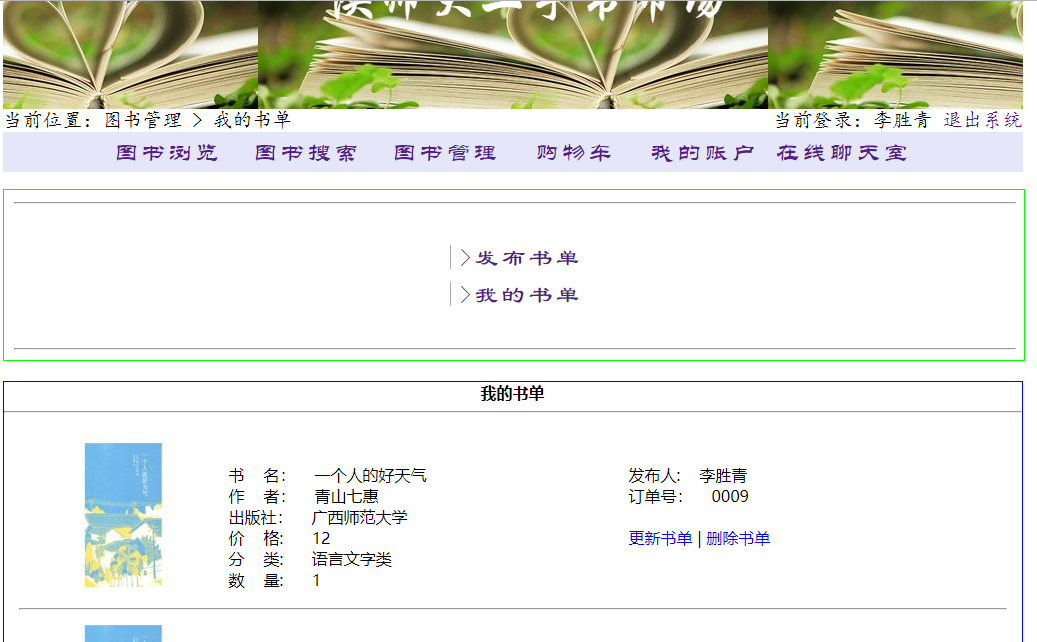 当前位置：图书管理 > 我的书单
当前登录：李胜青 退出系统
图书浏览 图书搜索 图书管理 购物车 我的账户 在线聊天室
>发布书单
>我的书单
我的书单
书 名： 一个人的好天气
作 者： 青山七惠
出版社： 广西师范大学
价 格: 12
分 类: 语言文字类
数 量: 1
发布人: 李胜青
订单号: 0009
更新书单 | 删除书单